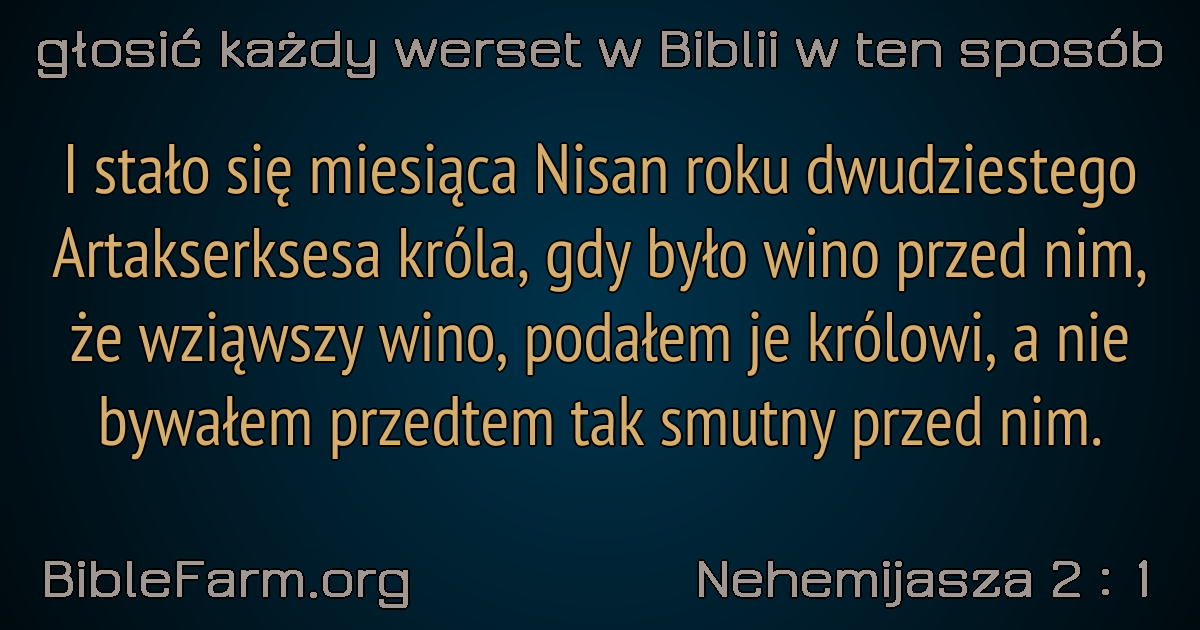 głosić każdy werset w Biblii w ten sposób
I stało się miesiąca Nisan roku dwudziestego
Artakserksesa króla, gdy było wino przed nim,
że wziąwszy wino, podałem je królowi, a nie
bywałem przedtem tak smutny przed nim.
BibleFarm.org
Nehemijasza 2 : 1